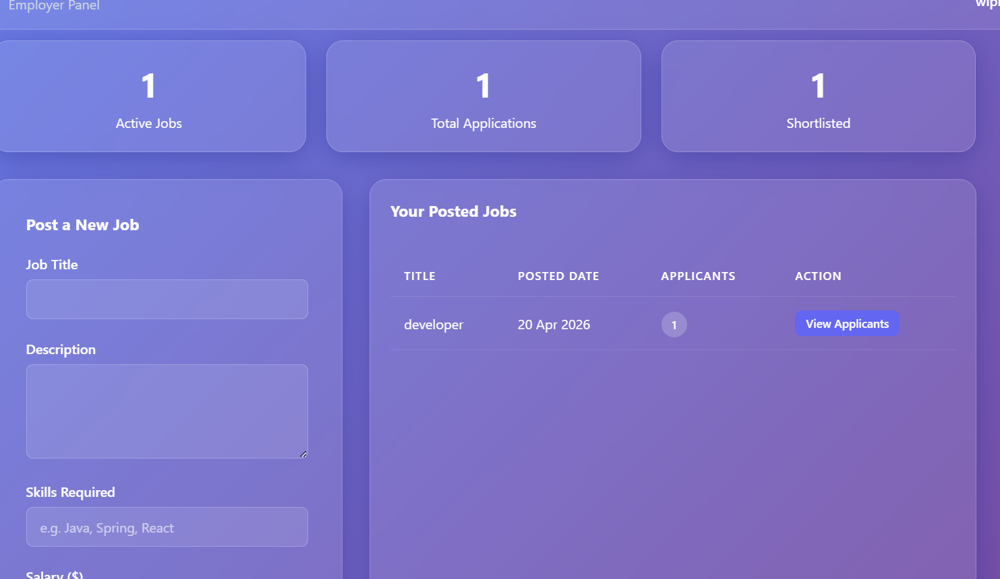 Employer Panel
1
Active Jobs
1
Total Applications
1
Shortlisted
Post a New Job
Job Title
Description
Skills Required
e.g. Java, Spring, React
Salary ($)
Your Posted Jobs
TITLE POSTED DATE APPLICANTS ACTION
developer 20 Apr 2026 1 View Applicants